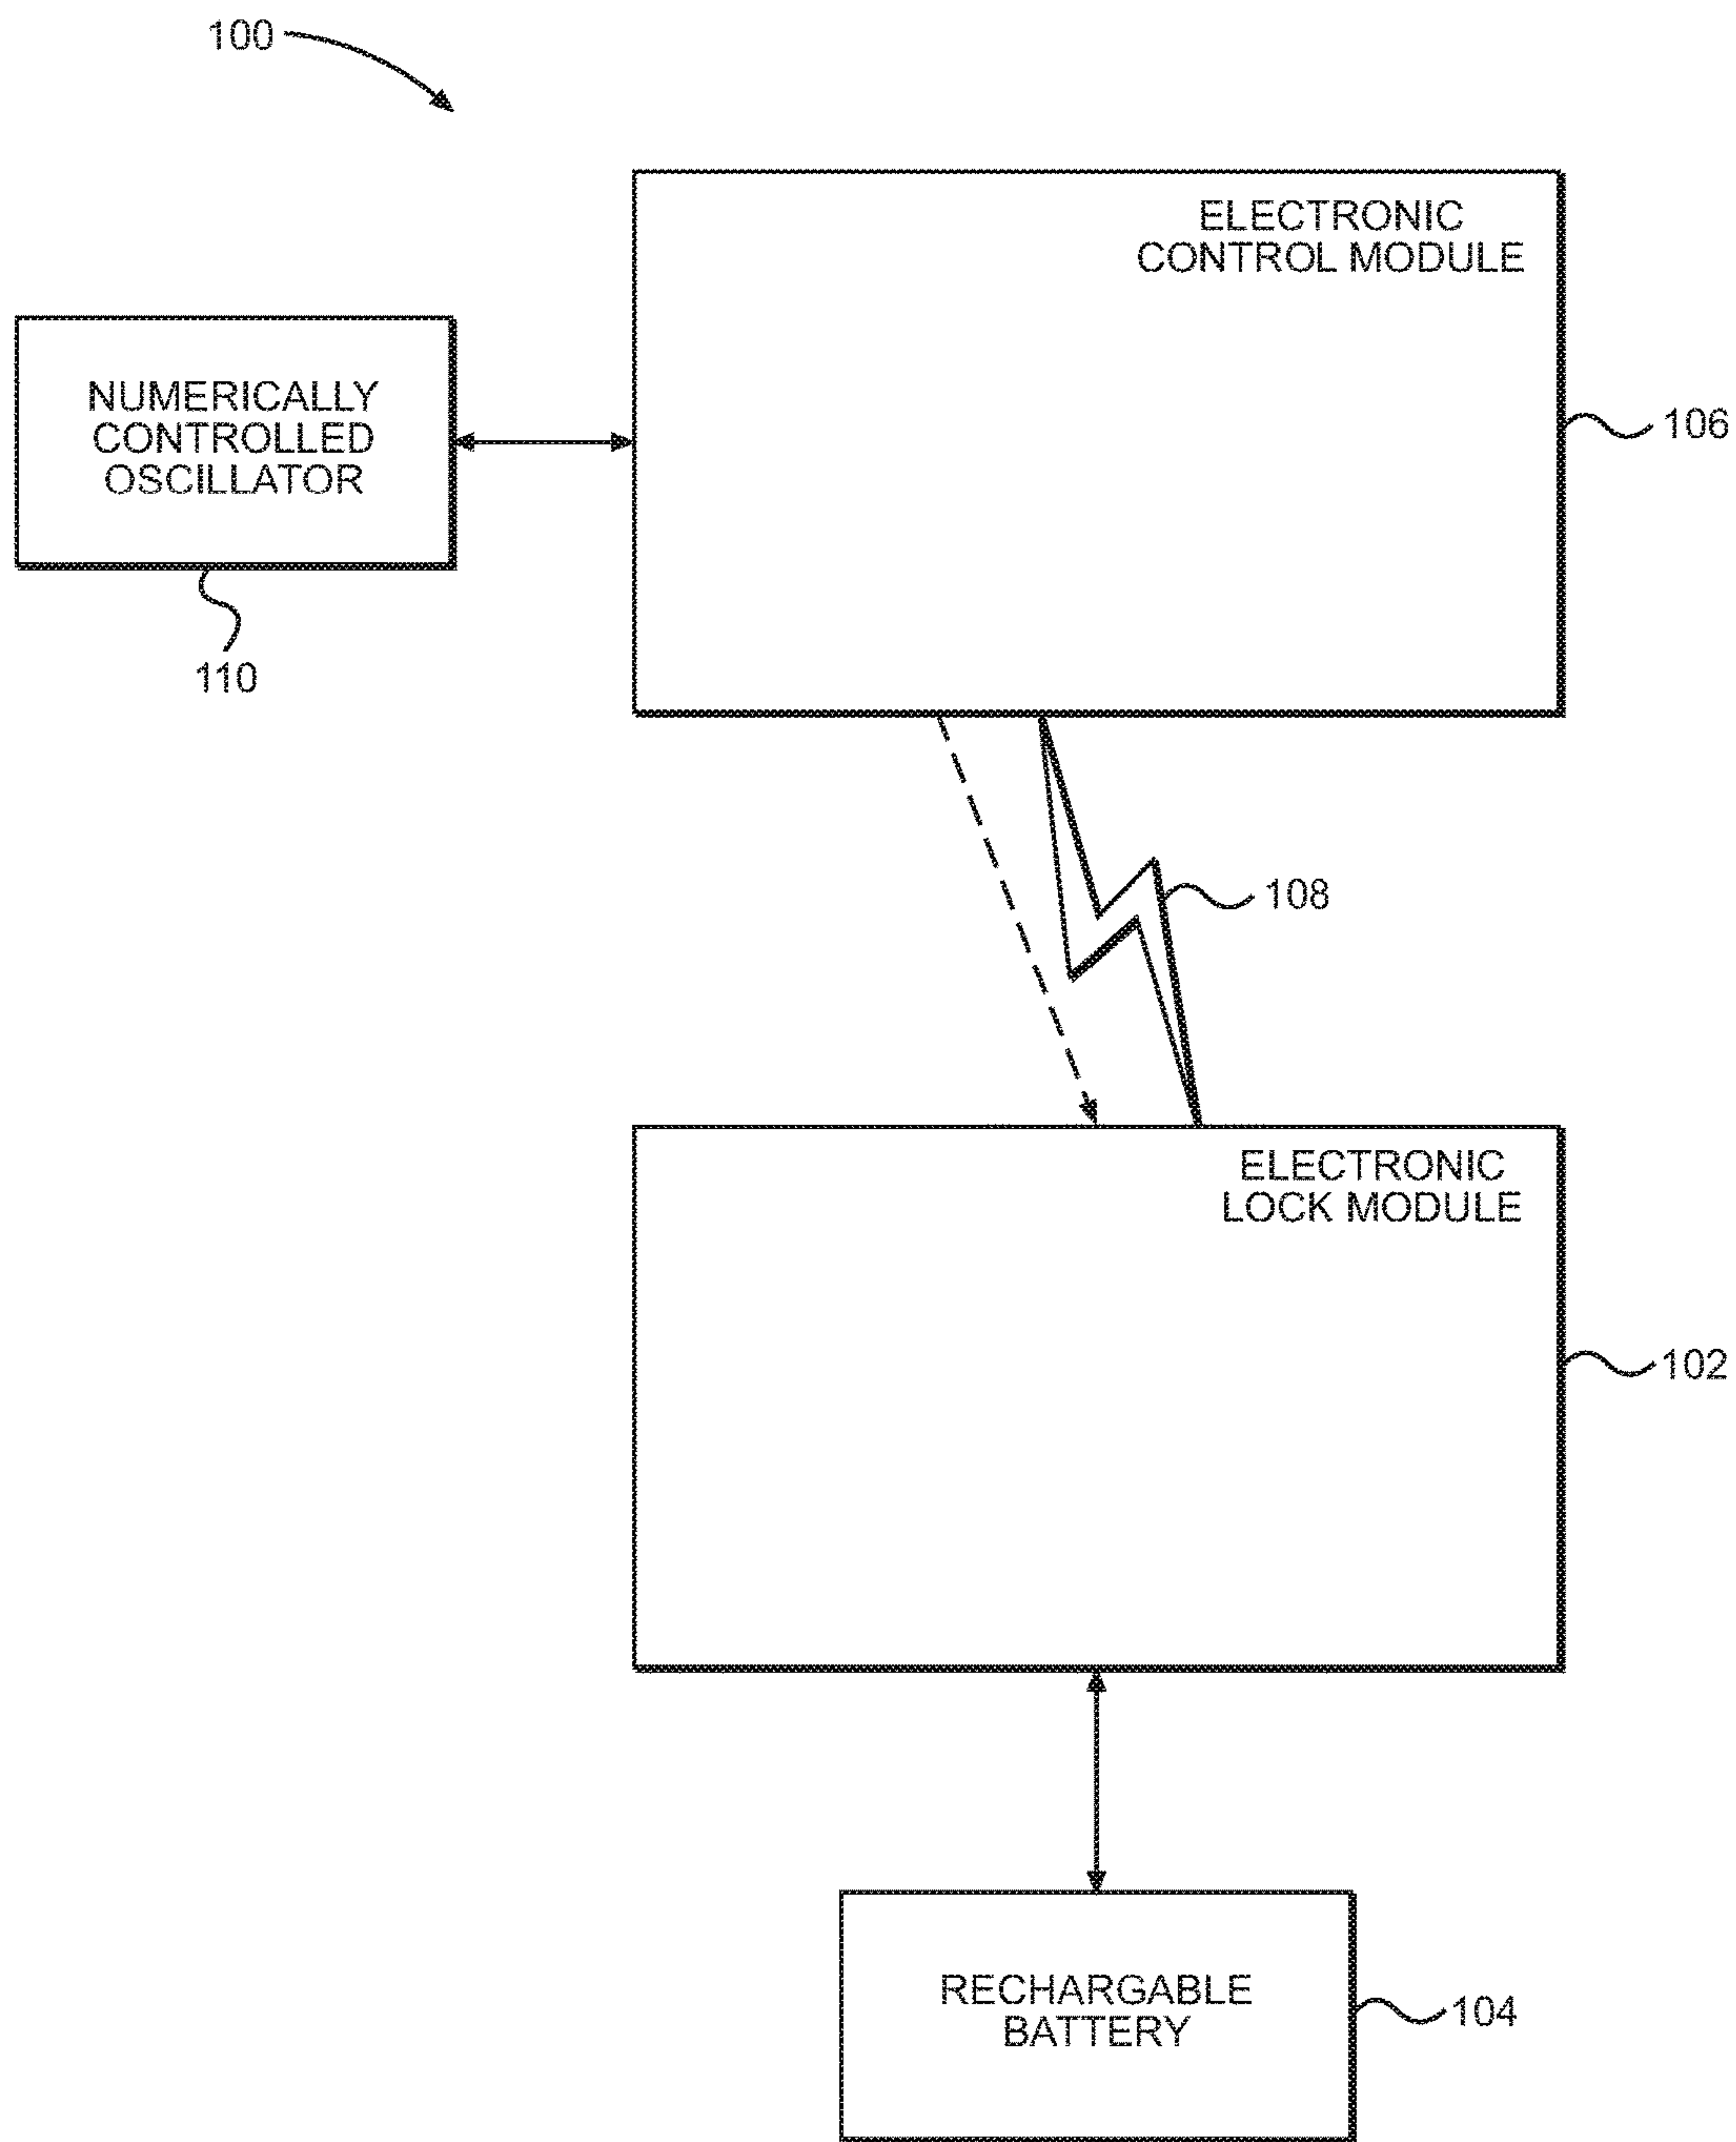 100
ELECTRONIC
CONTROL MODULE
NUMERICALLY
CONTROLLED
OSCILLATOR
106
110
108
ELECTRONIC
LOCK MODULE
102
RECHARGABLE
BATTERY
104